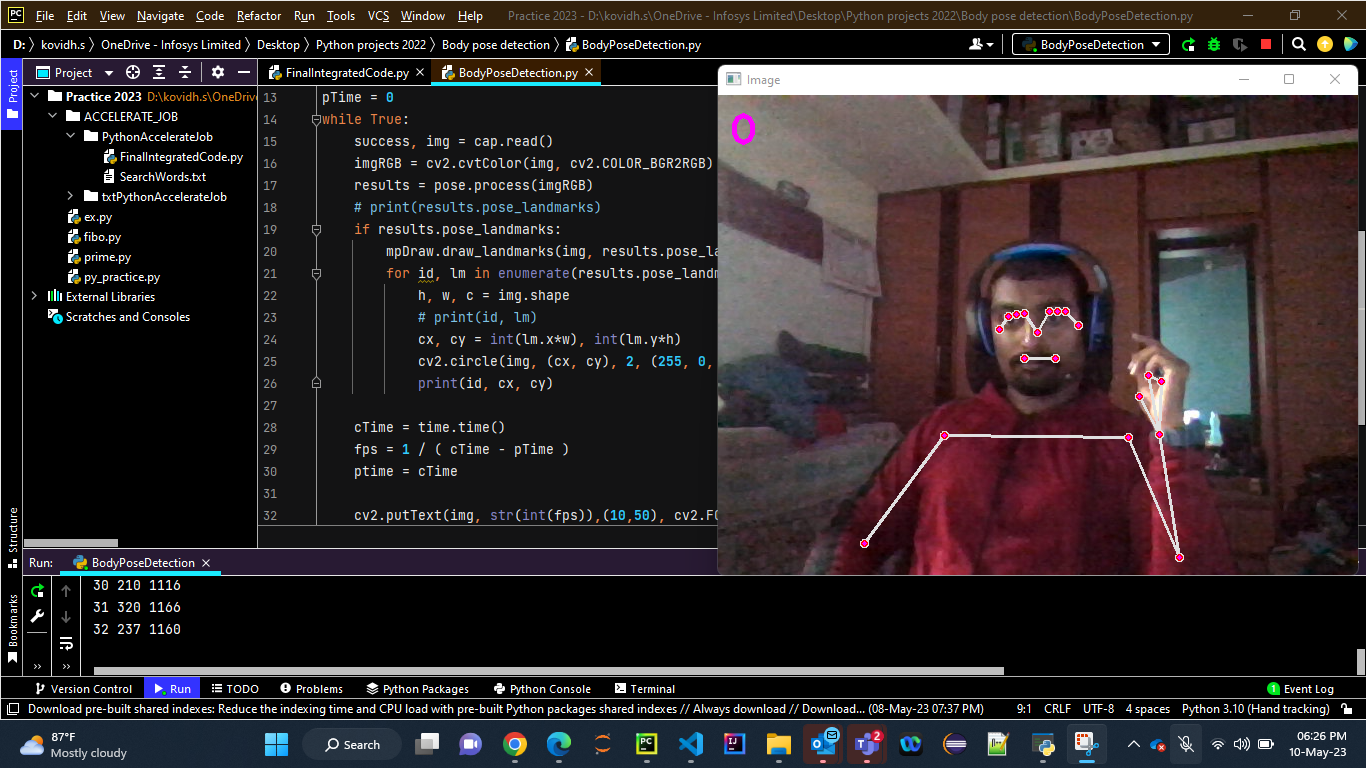 File Edit View Navigate Code Refactor Run Tools VCS Window Help Practice 2023 - D:\kovidh.s\OneDrive - Infosys Limited\Desktop\Python projects 2022\Body pose detection\BodyPoseDetection.py
D: kovidh.s OneDrive - Infosys Limited Desktop Python projects 2022 Body pose detection BodyPoseDetection.py BodyPoseDetection
Project
Project
FinalIntegratedCode.py
BodyPoseDetection.py
Practice 2023 D:\kovidh.s\OneDrive
ACCELERATE_JOB
PythonAccelerateJob
FinalIntegratedCode.py
SearchWords.txt
txtPythonAccelerateJob
ex.py
fibo.py
prime.py
py_practice.py
External Libraries
Scratches and Consoles
13 pTime = 0
14 while True:
15 success, img = cap.read()
16 imgRGB = cv2.cvtColor(img, cv2.COLOR_BGR2RGB)
17 results = pose.process(imgRGB)
18 # print(results.pose_landmarks)
19 if results.pose_landmarks:
20 mpDraw.draw_landmarks(img, results.pose_la
21 for id, lm in enumerate(results.pose_landm
22 h, w, c = img.shape
23 # print(id, lm)
24 cx, cy = int(lm.x*w), int(lm.y*h)
25 cv2.circle(img, (cx, cy), 2, (255, 0,
26 print(id, cx, cy)
27
28 cTime = time.time()
29 fps = 1 / ( cTime - pTime )
30 ptime = cTime
31
32 cv2.putText(img, str(int(fps)),(10,50), cv2.FO
Image
0
Structure
Bookmarks
Run: BodyPoseDetection
30 210 1116
31 320 1166
32 237 1160
Version Control Run TODO Problems Python Packages Python Console Terminal 1 Event Log
Download pre-built shared indexes: Reduce the indexing time and CPU load with pre-built Python packages shared indexes // Always download // Download... (08-May-23 07:37 PM) 9:1 CRLF UTF-8 4 spaces Python 3.10 (Hand tracking)
87°F
Mostly cloudy
Search
2
06:26 PM
10-May-23